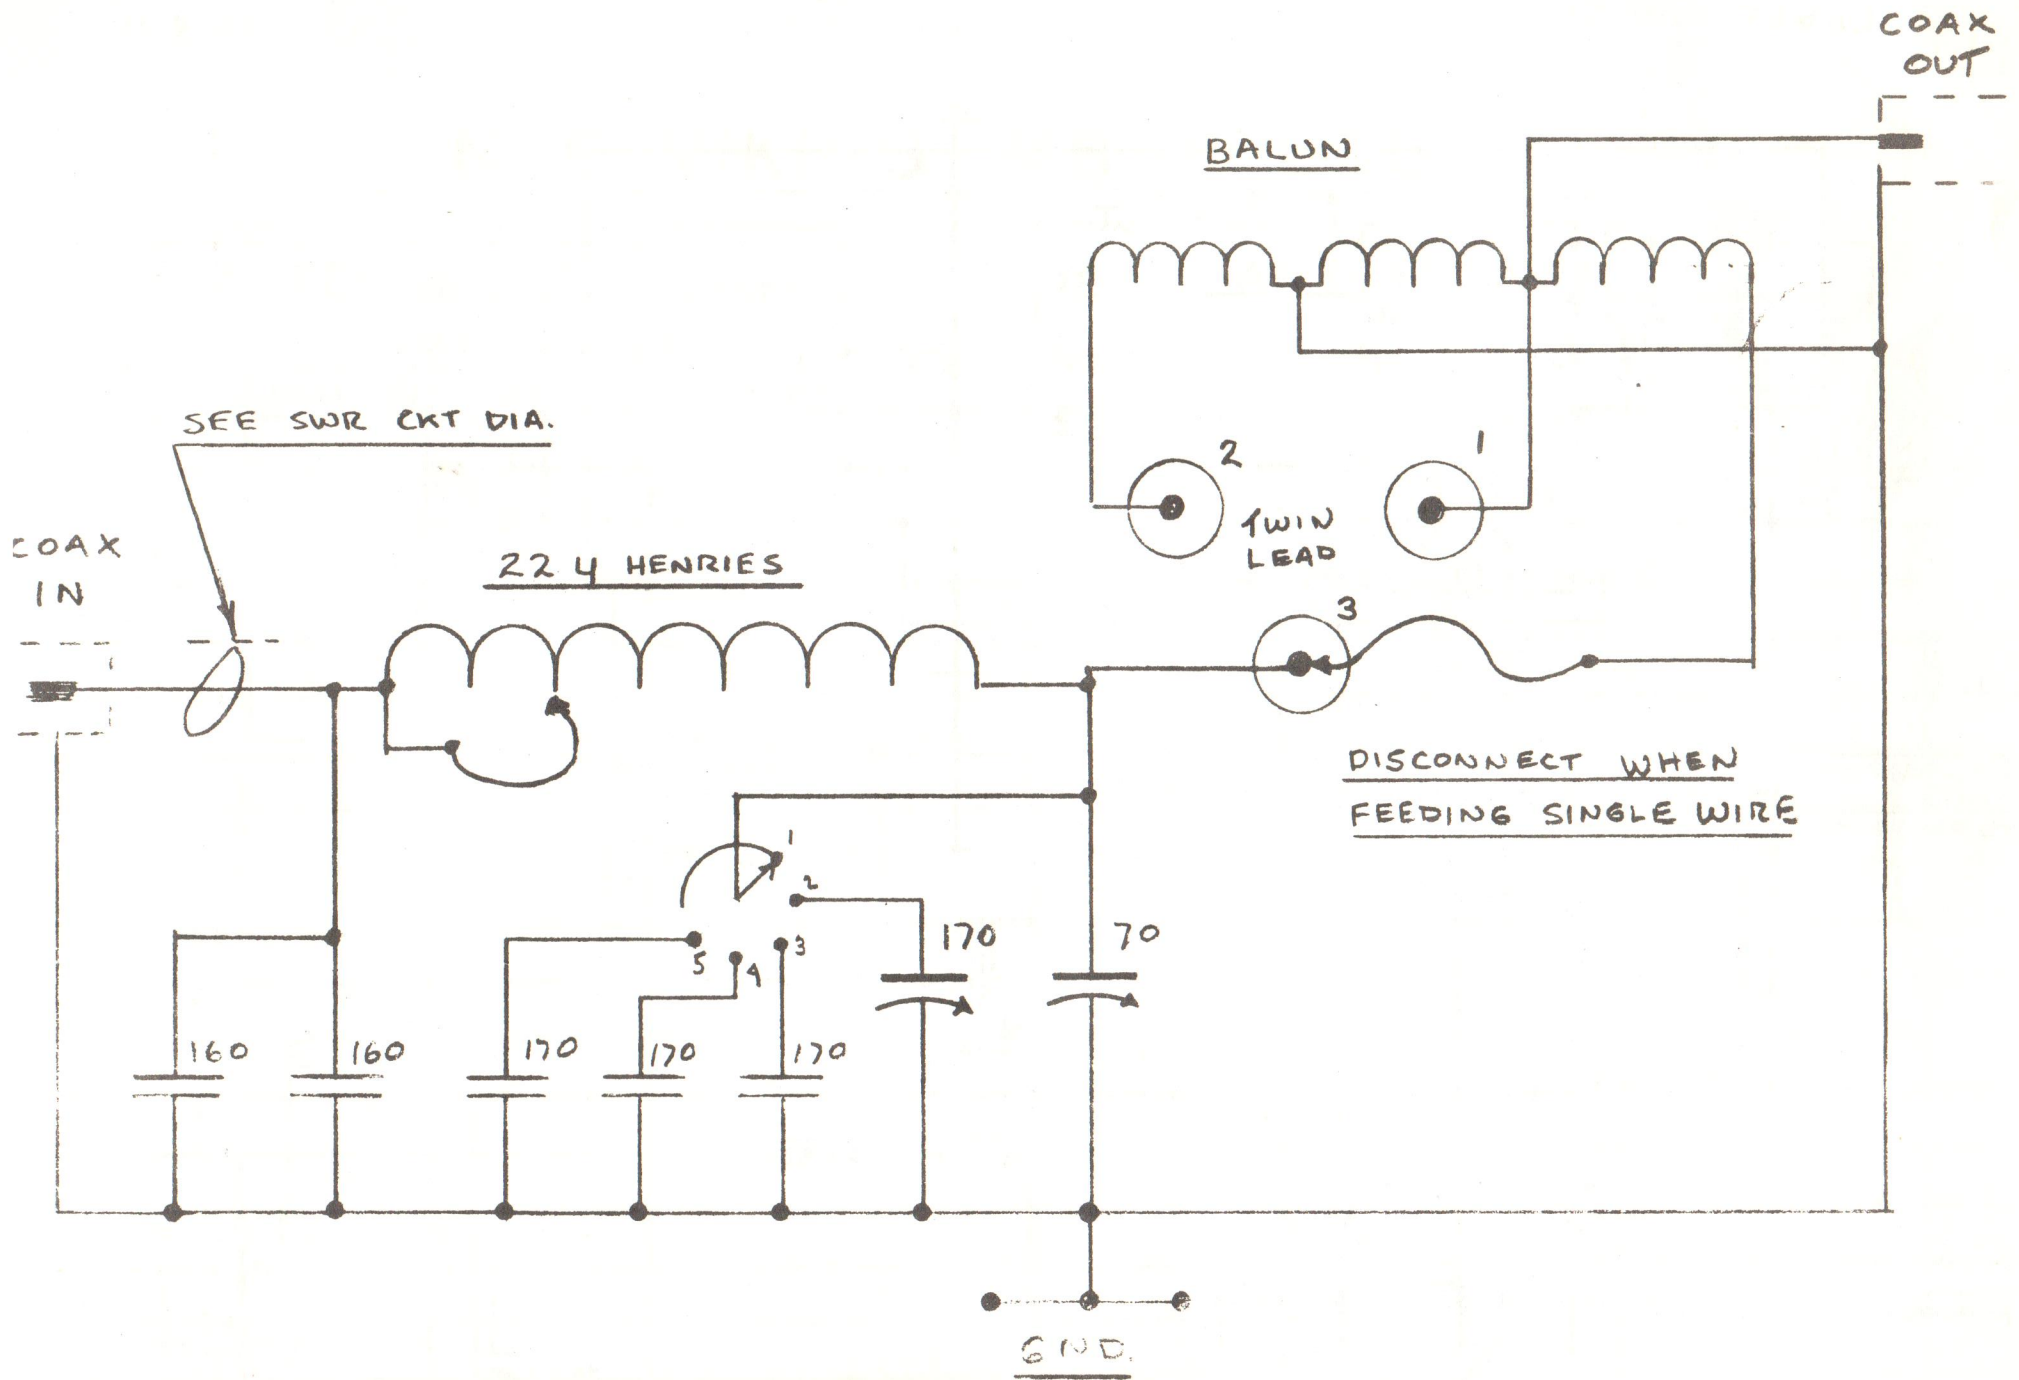 COAX
OUT
BALUN
SEE SWR CKT DIA.
2
1
TWIN
LEAD
COAX
IN
22 μ HENRIES
3
DISCONNECT WHEN
FEEDING SINGLE WIRE
1
2
3
4
5
170
70
160
160
170
170
170
GND.